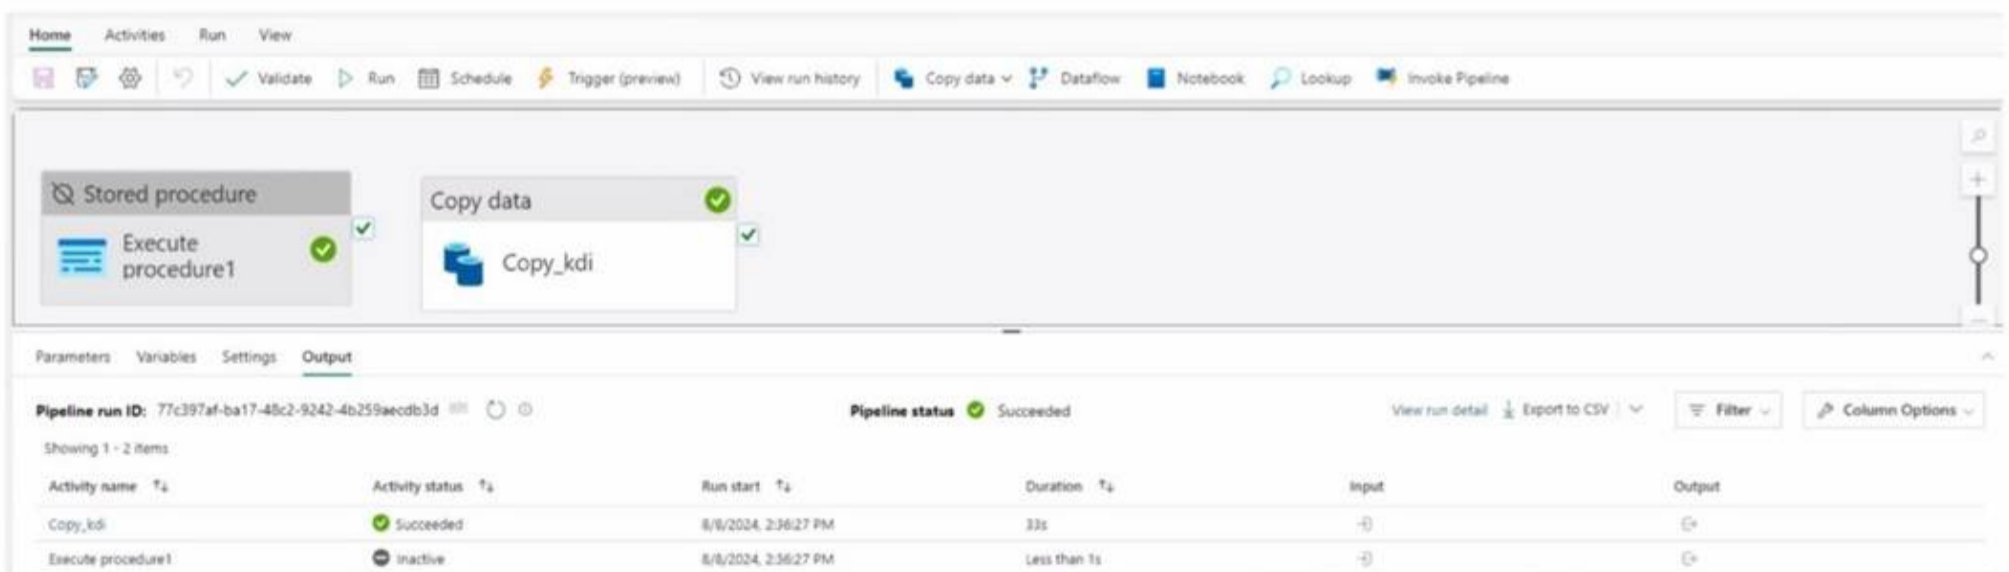 Home Activities Run View
Validate Run Schedule Trigger (preview) View run history Copy data Dataflow Notebook Lookup Invoke Pipeline
Stored procedure
Execute
procedure1
Copy data
Copy_kdi
Parameters Variables Settings Output
Pipeline run ID: 77c397af-ba17-48c2-9242-4b259aecdb3d Pipeline status Succeeded View run detail Export to CSV Filter Column Options
Showing 1 - 2 items
Activity name Activity status Run start Duration Input Output
Copy_kdi Succeeded 8/8/2024, 2:36:27 PM 33s
Execute procedure1 Inactive 8/8/2024, 2:36:27 PM Less than 1s